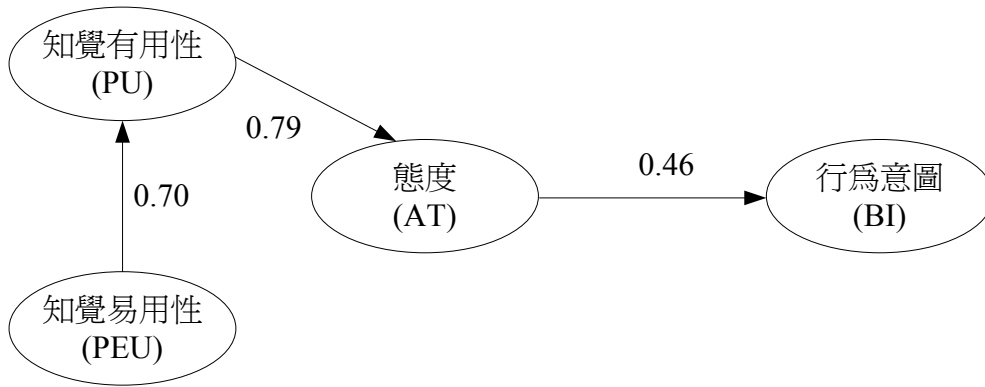 知覺有用性
(PU)
0.79
0.70
態度
(AT)
0.46
行爲意圖
(BI)
知覺易用性
(PEU)